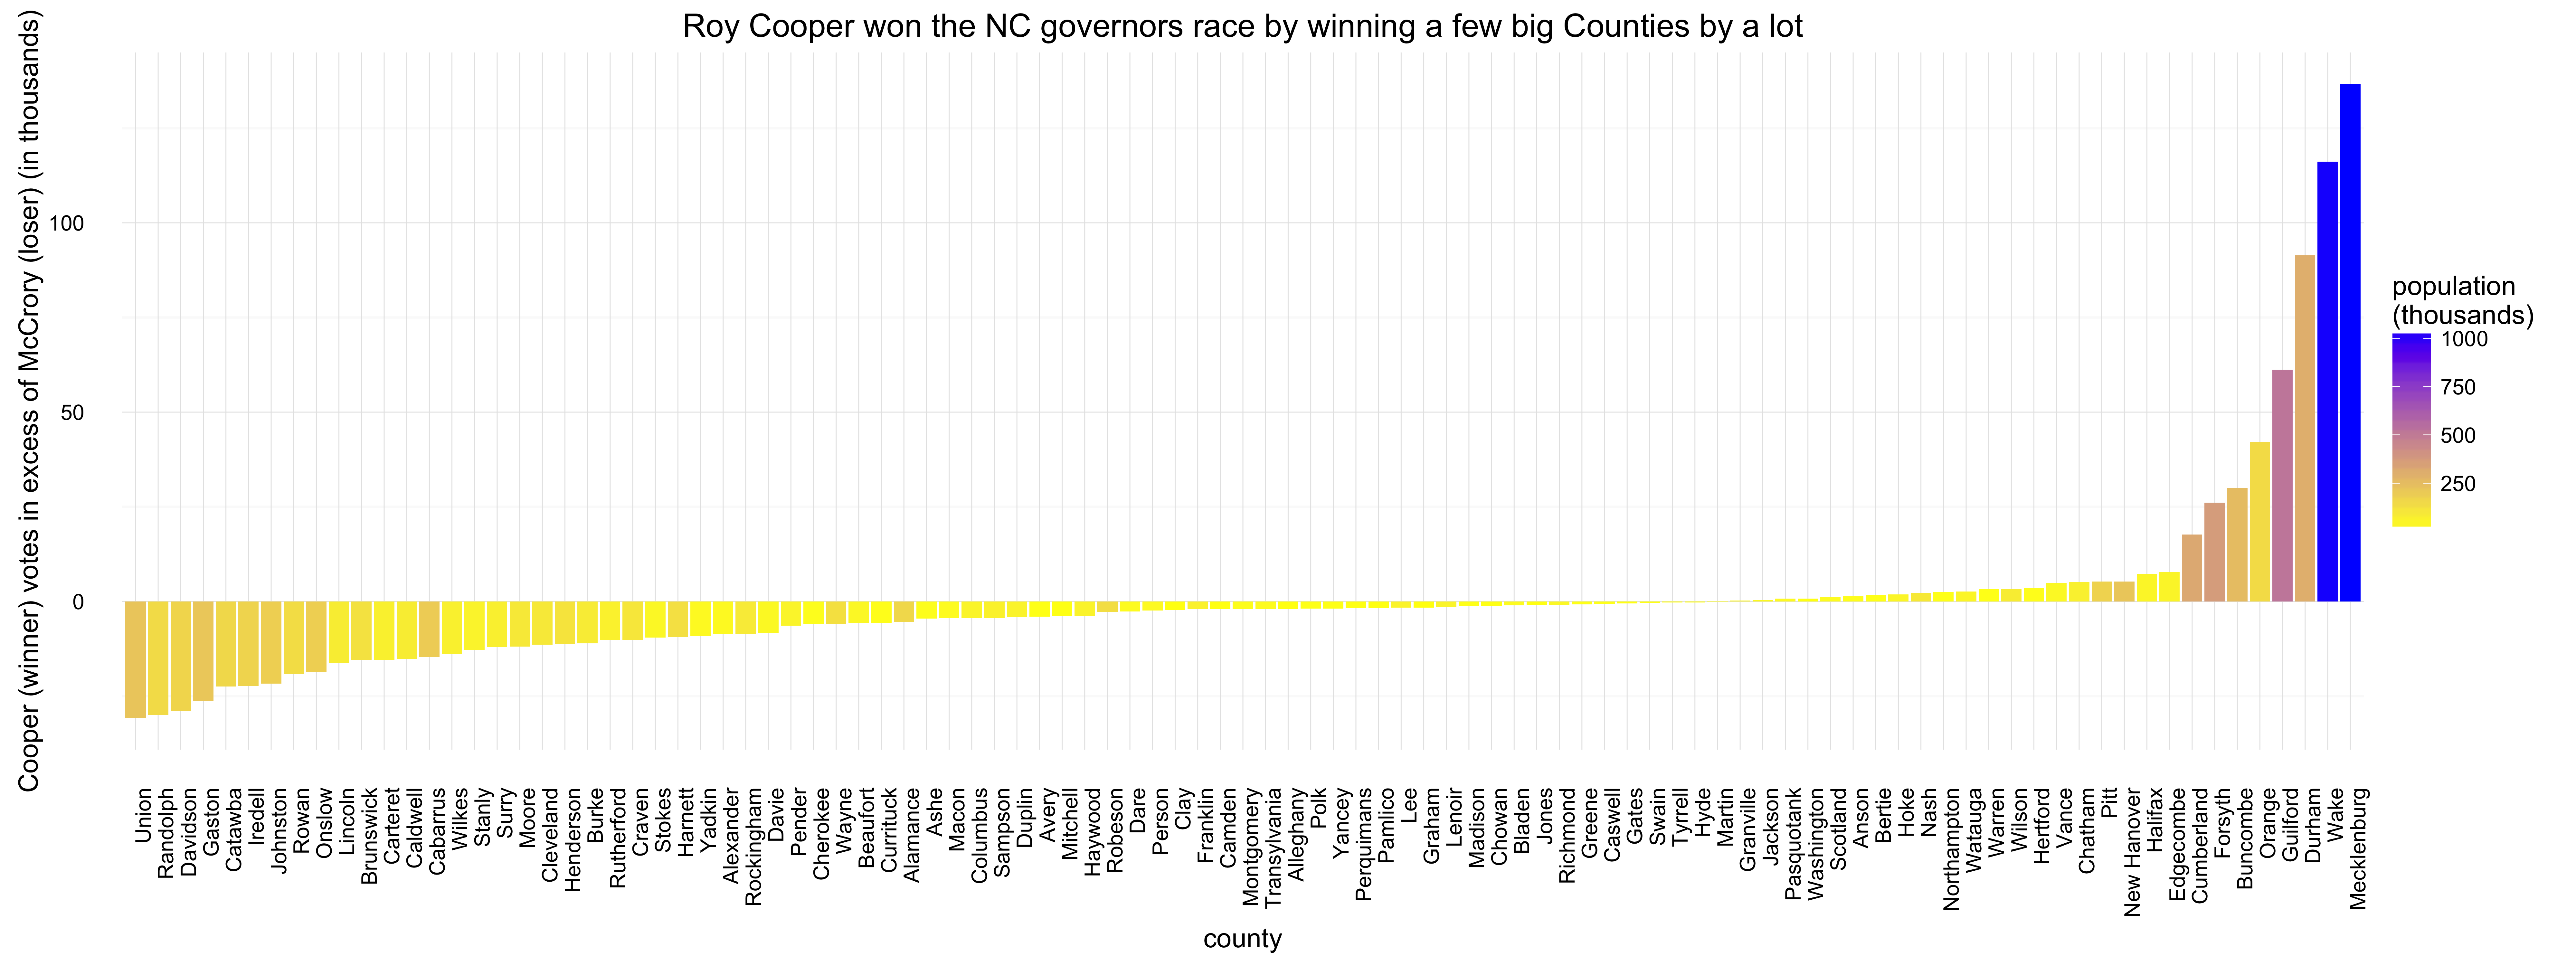 Roy Cooper won the NC governors race by winning a few big Counties by a lot
Cooper (winner) votes in excess of McCrory (loser) (in thousands)
100
50
0
Union
Randolph
Davidson
Gaston
Catawba
Iredell
Johnston
Rowan
Onslow
Lincoln
Brunswick
Carteret
Caldwell
Cabarrus
Wilkes
Stanly
Surry
Moore
Cleveland
Henderson
Burke
Rutherford
Craven
Stokes
Harnett
Yadkin
Alexander
Rockingham
Davie
Pender
Cherokee
Wayne
Beaufort
Currituck
Alamance
Ashe
Macon
Columbus
Sampson
Duplin
Avery
Mitchell
Haywood
Robeson
Dare
Person
Clay
Franklin
Camden
Montgomery
Transylvania
Alleghany
Polk
Yancey
Perquimans
Pamlico
Lee
Graham
Lenoir
Madison
Chowan
Bladen
Jones
Richmond
Greene
Caswell
Gates
Swain
Tyrrell
Hyde
Martin
Granville
Jackson
Pasquotank
Washington
Scotland
Anson
Bertie
Hoke
Nash
Northampton
Watauga
Warren
Wilson
Hertford
Vance
Chatham
Pitt
New Hanover
Halifax
Edgecombe
Cumberland
Forsyth
Buncombe
Orange
Guilford
Durham
Wake
Mecklenburg
county
population
(thousands)
1000
750
500
250